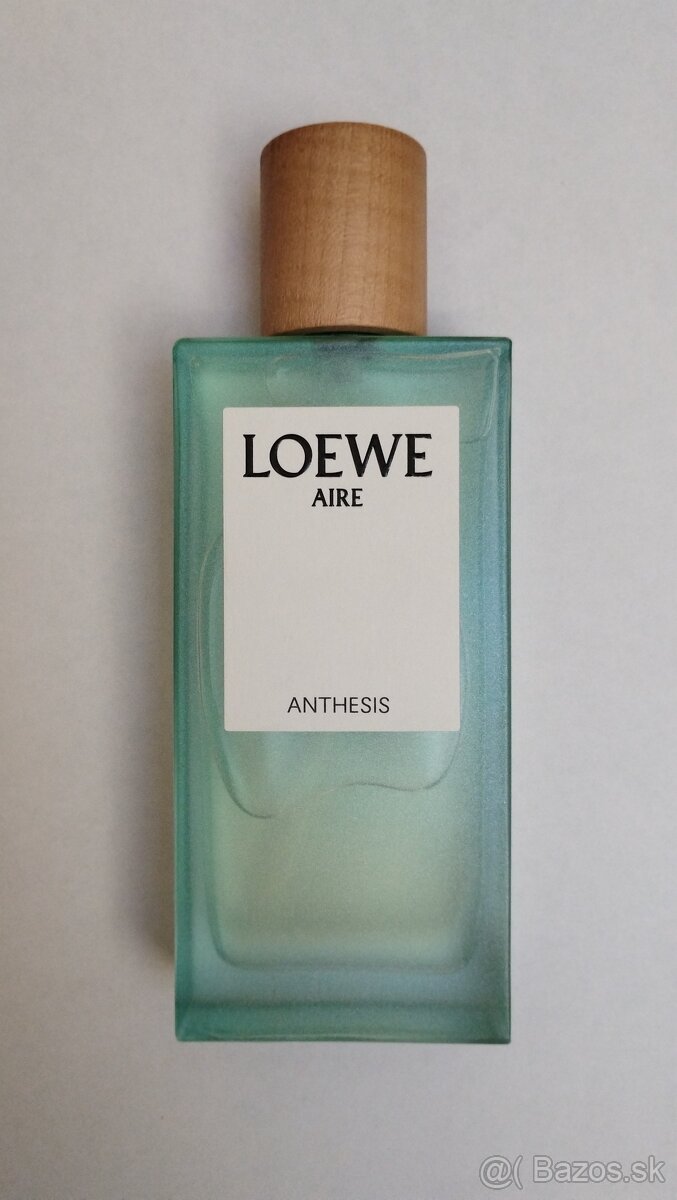 LOEWE
AIRE
ANTHESIS
@( Bazos.sk